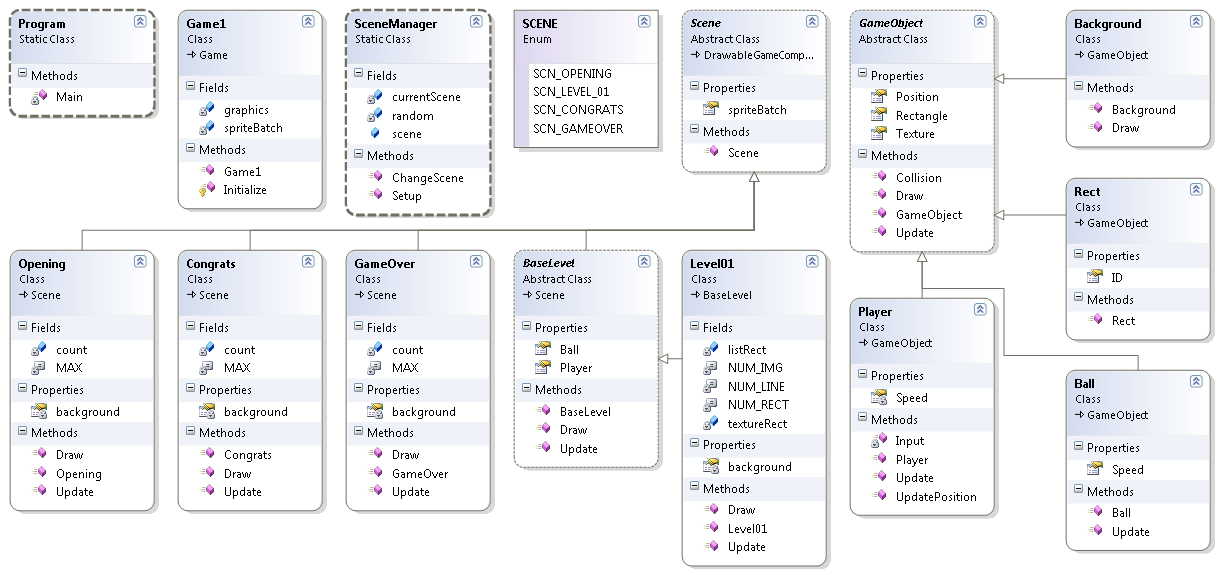 Program
Static Class
Methods
Main
Game1
Class
Game
Fields
graphics
spriteBatch
Methods
Game1
Initialize
SceneManager
Static Class
Fields
currentScene
random
scene
Methods
ChangeScene
Setup
SCENE
Enum
SCN_OPENING
SCN_LEVEL_01
SCN_CONGRATS
SCN_GAMEOVER
Scene
Abstract Class
DrawableGameComp...
Properties
spriteBatch
Methods
Scene
GameObject
Abstract Class
Properties
Position
Rectangle
Texture
Methods
Collision
Draw
GameObject
Update
Background
Class
GameObject
Methods
Background
Draw
Rect
Class
GameObject
Properties
ID
Methods
Rect
Opening
Class
Scene
Fields
count
MAX
Properties
background
Methods
Draw
Opening
Update
Congrats
Class
Scene
Fields
count
MAX
Properties
background
Methods
Congrats
Draw
Update
GameOver
Class
Scene
Fields
count
MAX
Properties
background
Methods
Draw
GameOver
Update
BaseLevel
Abstract Class
Scene
Properties
Ball
Player
Methods
BaseLevel
Draw
Update
Level01
Class
BaseLevel
Fields
listRect
NUM_IMG
NUM_LINE
NUM_RECT
textureRect
Properties
background
Methods
Draw
Level01
Update
Player
Class
GameObject
Properties
Speed
Methods
Input
Player
Update
UpdatePosition
Ball
Class
GameObject
Properties
Speed
Methods
Ball
Update